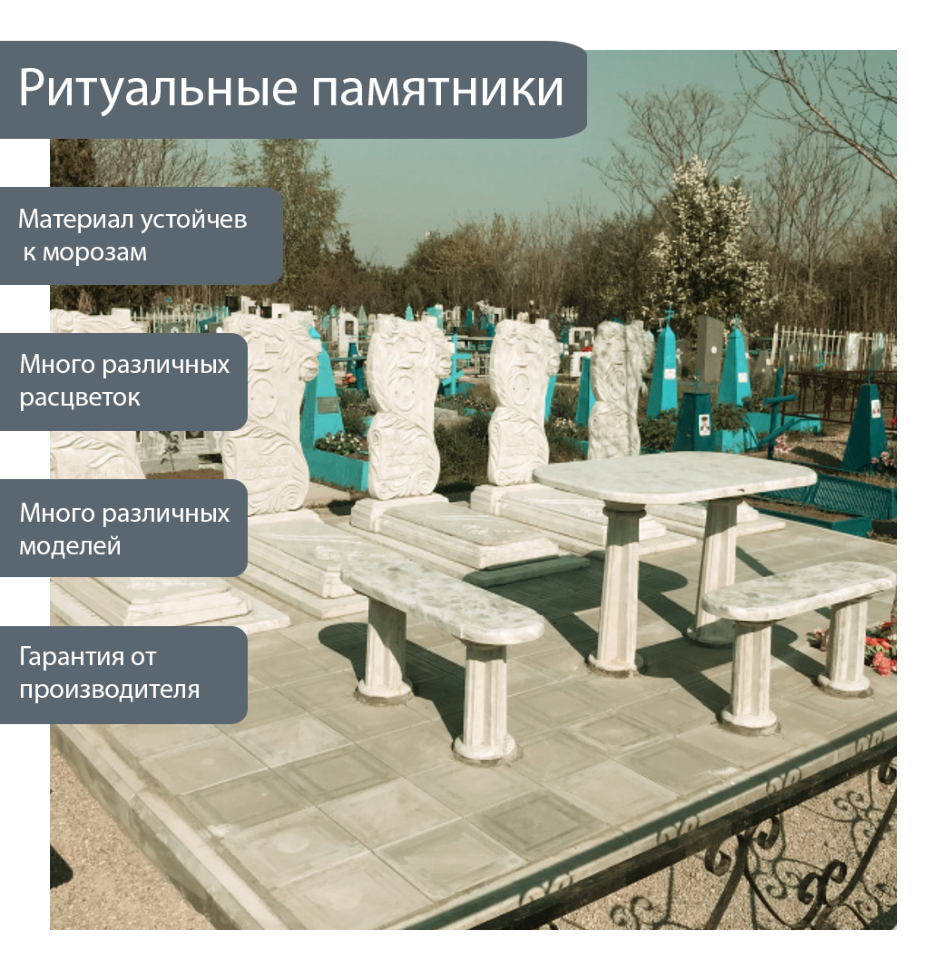 Ритуальные памятники
Материал устойчев
к морозам
Много различных
расцветок
Много различных
моделей
Гарантия от
производителя